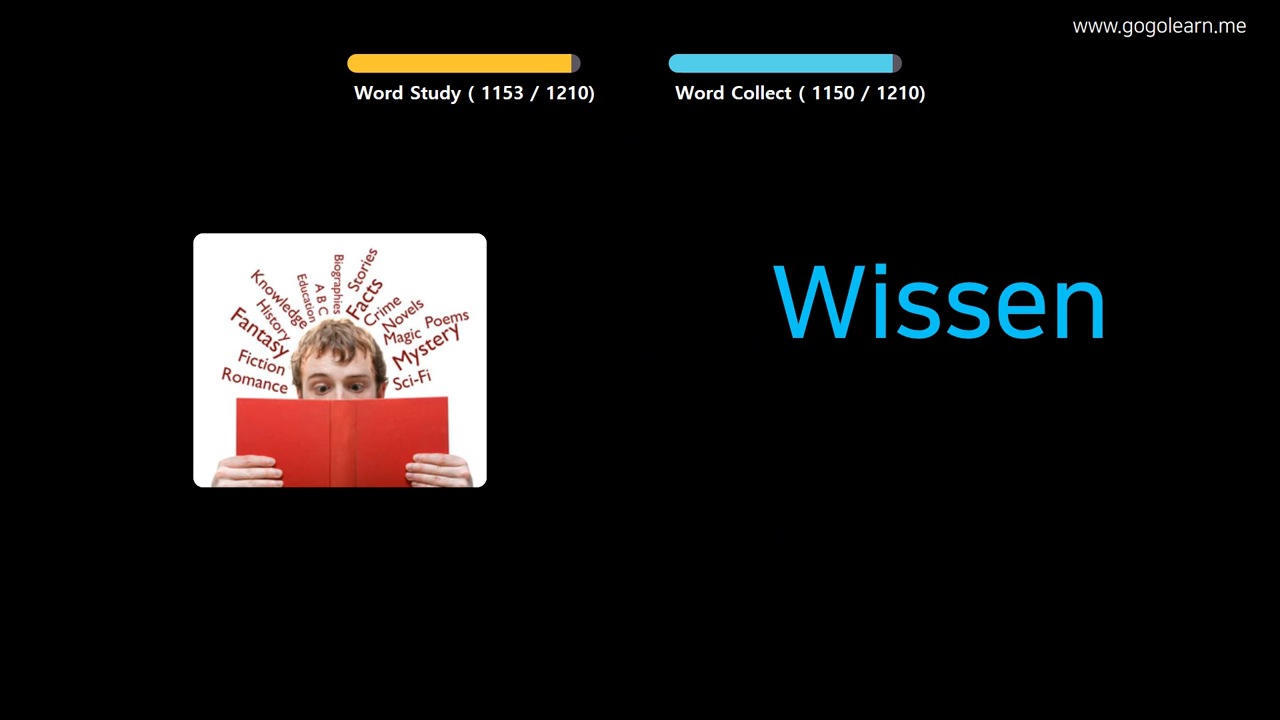 www.gogolearn.me
Word Study ( 1153 / 1210)
Word Collect ( 1150 / 1210)
Wissen
Stories
Biographies
Facts
Knowledge
Education
A B C
Crime
History
Novels
Poems
Fantasy
Magic
Mystery
Fiction
Romance
Sci-Fi